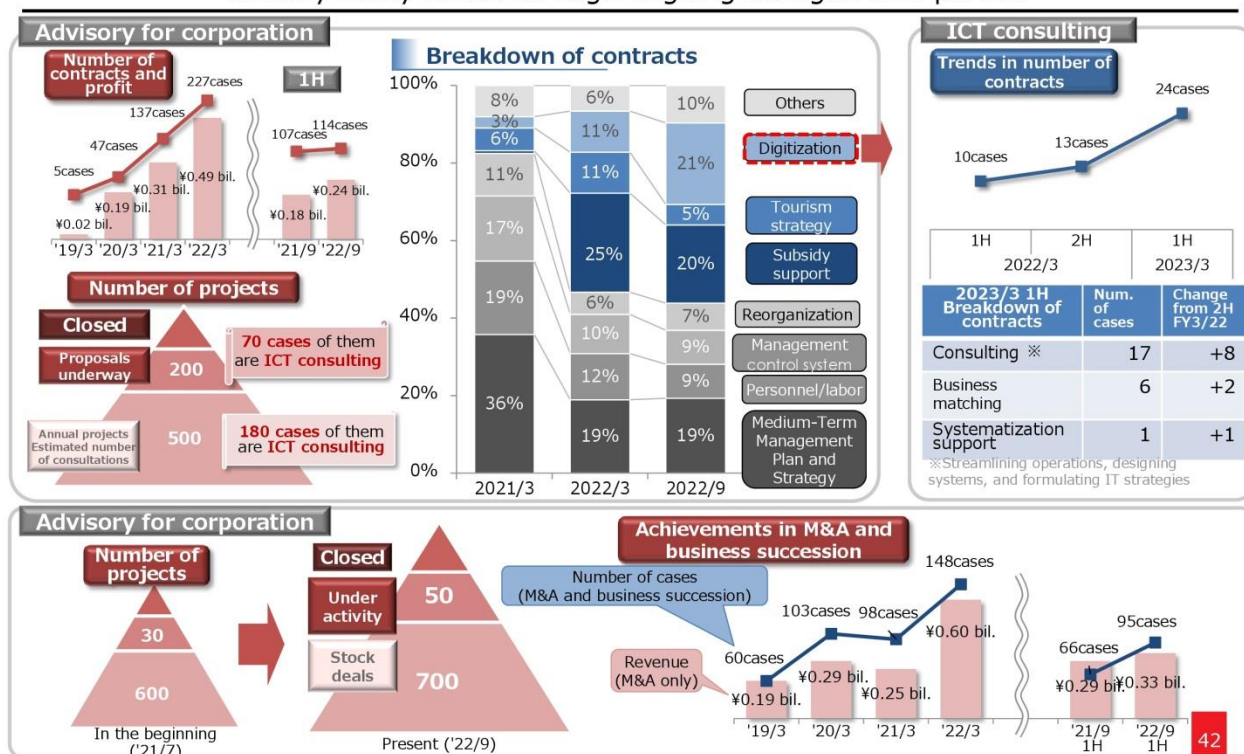 Advisory for corporation
Number of
contracts and
profit
1H
5cases
47cases
137cases
227cases
107cases
114cases
¥0.02 bil.
¥0.19 bil.
¥0.31 bil.
¥0.49 bil.
¥0.18 bil.
¥0.24 bil.
'19/3
'20/3
'21/3
'22/3
'21/9
'22/9
Number of projects
Closed
Proposals
underway
200
70 cases of them
are ICT consulting
Annual projects
Estimated number
of consultations
500
180 cases of them
are ICT consulting
Breakdown of contracts
100%
80%
60%
40%
20%
0%
8%
3%
6%
11%
17%
19%
36%
2021/3
6%
11%
11%
25%
6%
10%
12%
19%
2022/3
10%
21%
5%
20%
7%
9%
9%
19%
2022/9
Others
Digitization
Tourism
strategy
Subsidy
support
Reorganization
Management
control system
Personnel/labor
Medium-Term
Management
Plan and
Strategy
ICT consulting
Trends in number of
contracts
10cases
13cases
24cases
1H
2H
1H
2022/3
2023/3
2023/3 1H
Breakdown of
contracts
Num.
of
cases
Change
from 2H
FY3/22
Consulting ※
17
+8
Business
matching
6
+2
Systematization
support
1
+1
※Streamlining operations, designing
systems, and formulating IT strategies
Advisory for corporation
Number of
projects
30
600
In the beginning
('21/7)
Closed
Under
activity
50
Stock
deals
700
Present ('22/9)
Achievements in M&A and
business succession
Number of cases
(M&A and business succession)
Revenue
(M&A only)
60cases
103cases
98cases
148cases
66cases
95cases
¥0.19 bil.
¥0.29 bil.
¥0.25 bil.
¥0.60 bil.
¥0.29 bil.
¥0.33 bil.
'19/3
'20/3
'21/3
'22/3
'21/9
1H
'22/9
1H
42